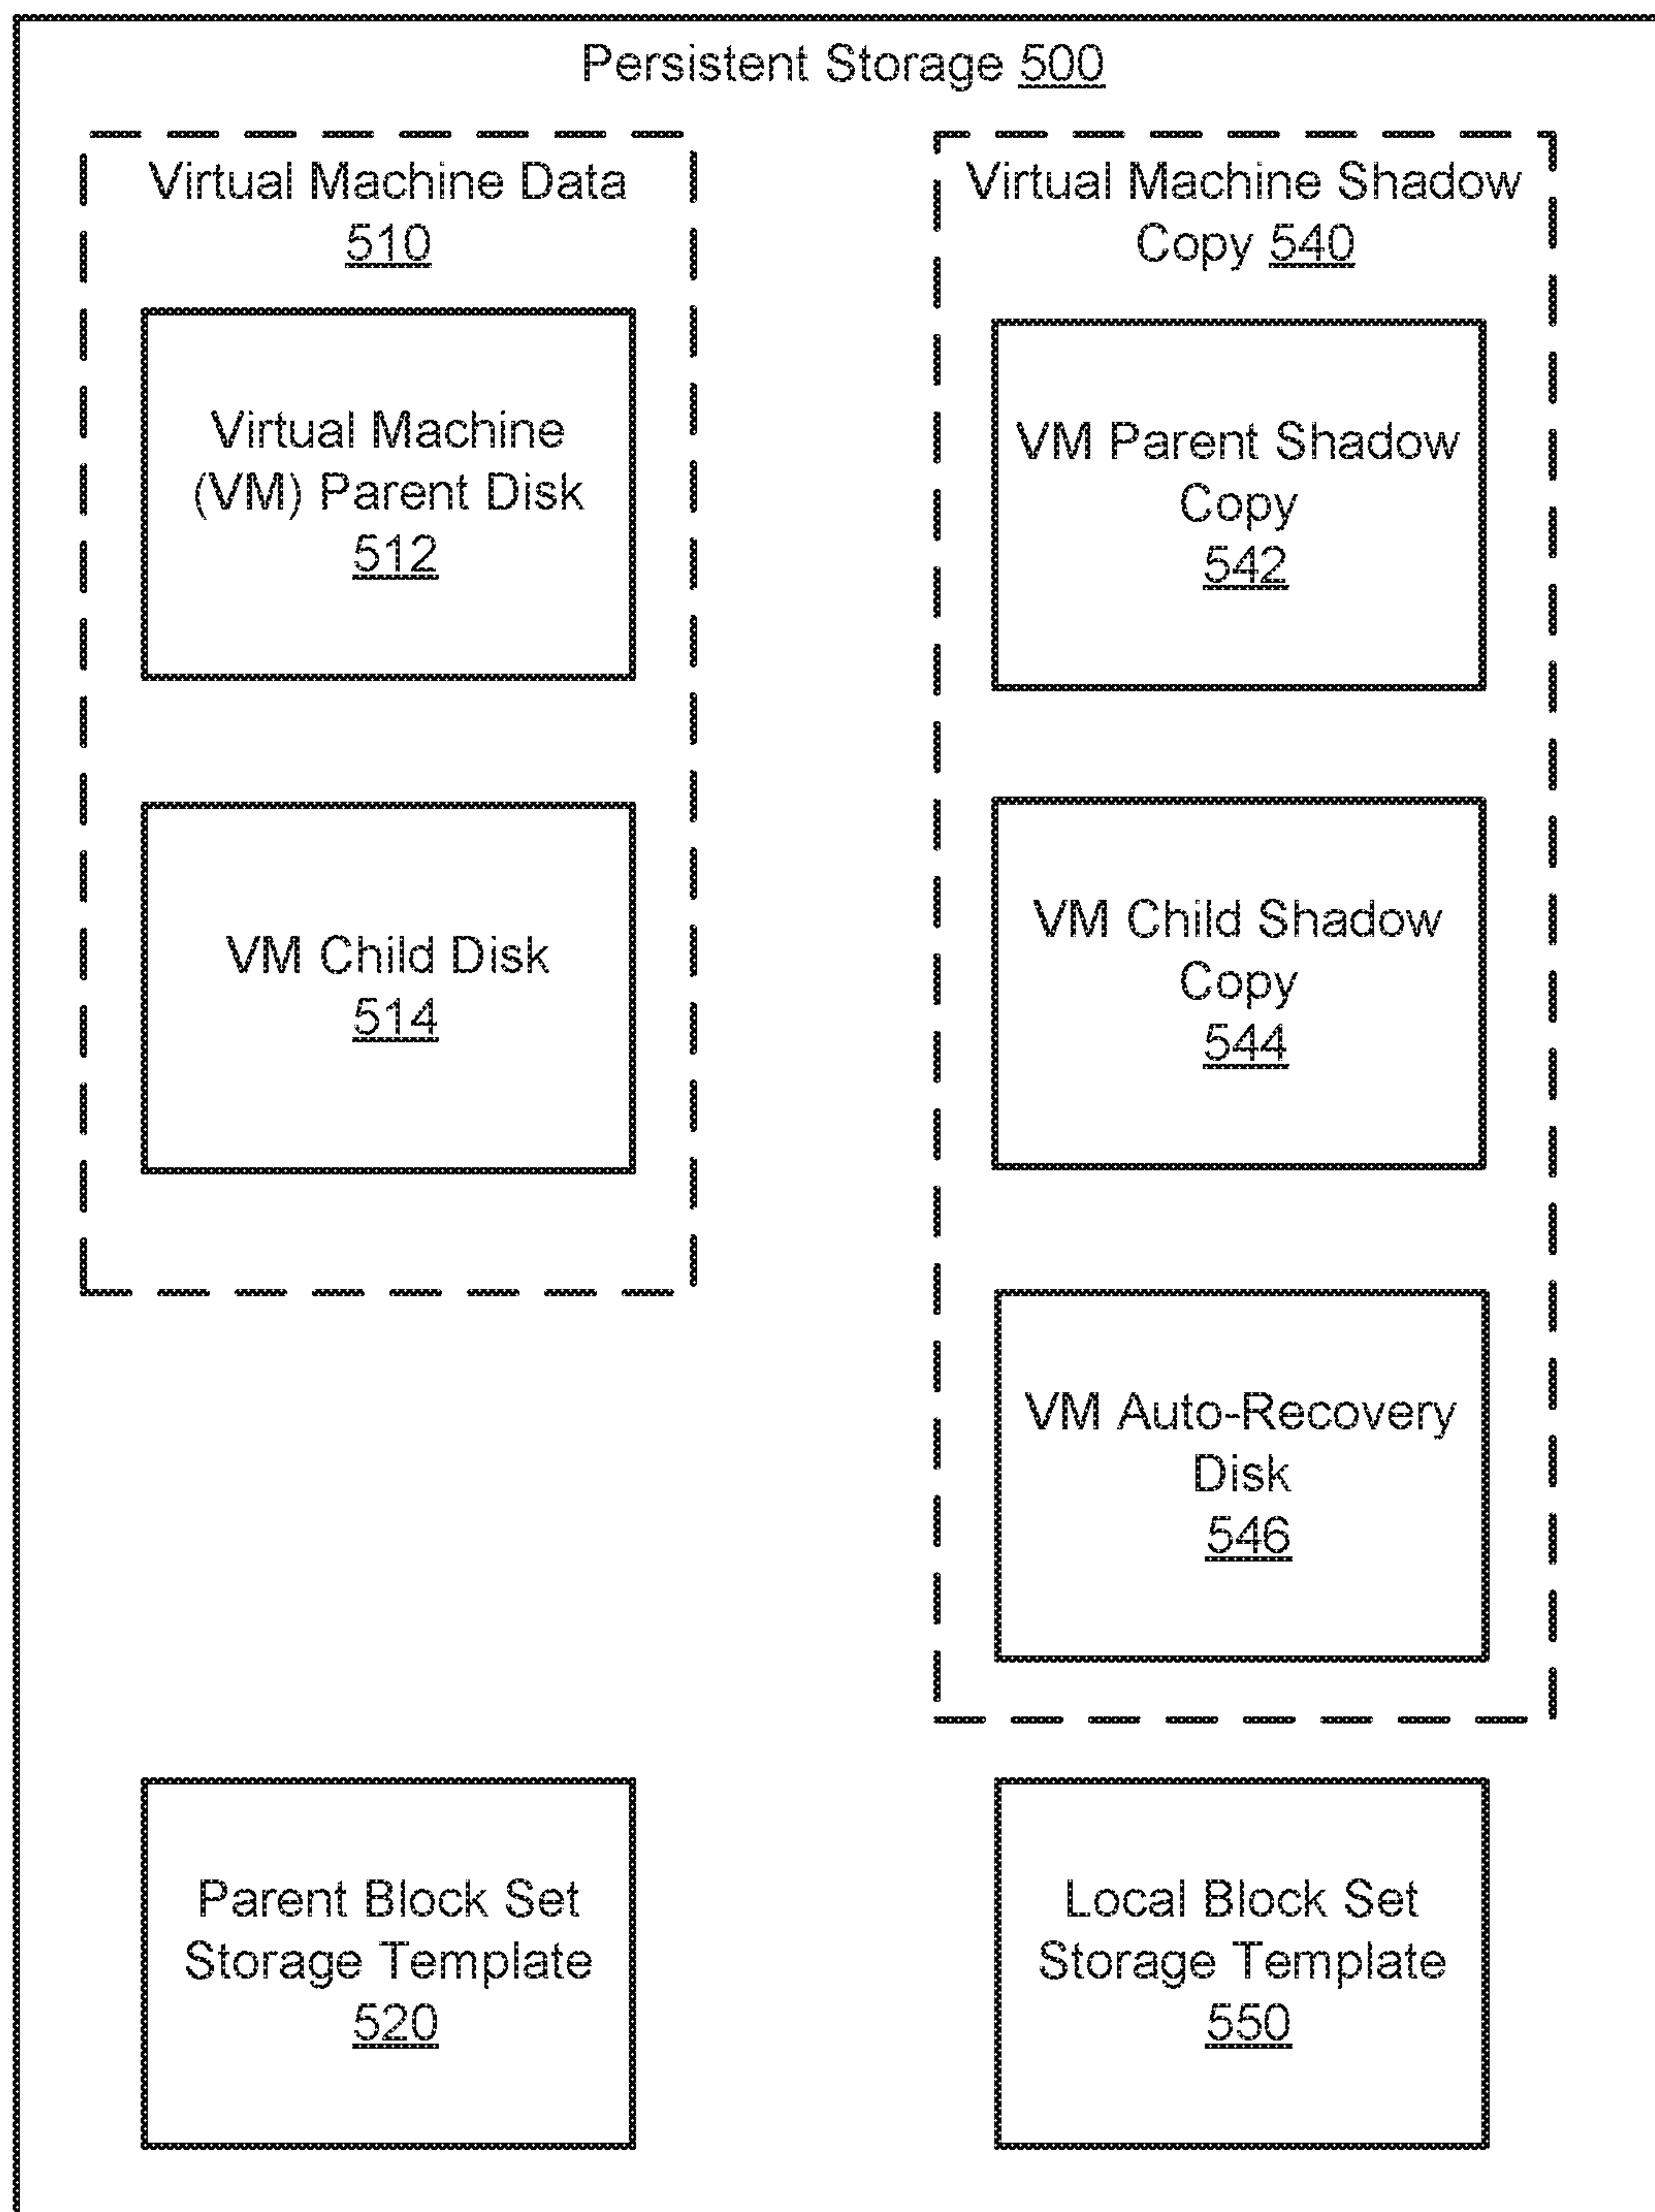 Persistent Storage 500
Virtual Machine Data
510
Virtual Machine
(VM) Parent Disk
512
VM Child Disk
514
Virtual Machine Shadow
Copy 540
VM Parent Shadow
Copy
542
VM Child Shadow
Copy
544
VM Auto-Recovery
Disk
546
Parent Block Set
Storage Template
520
Local Block Set
Storage Template
550